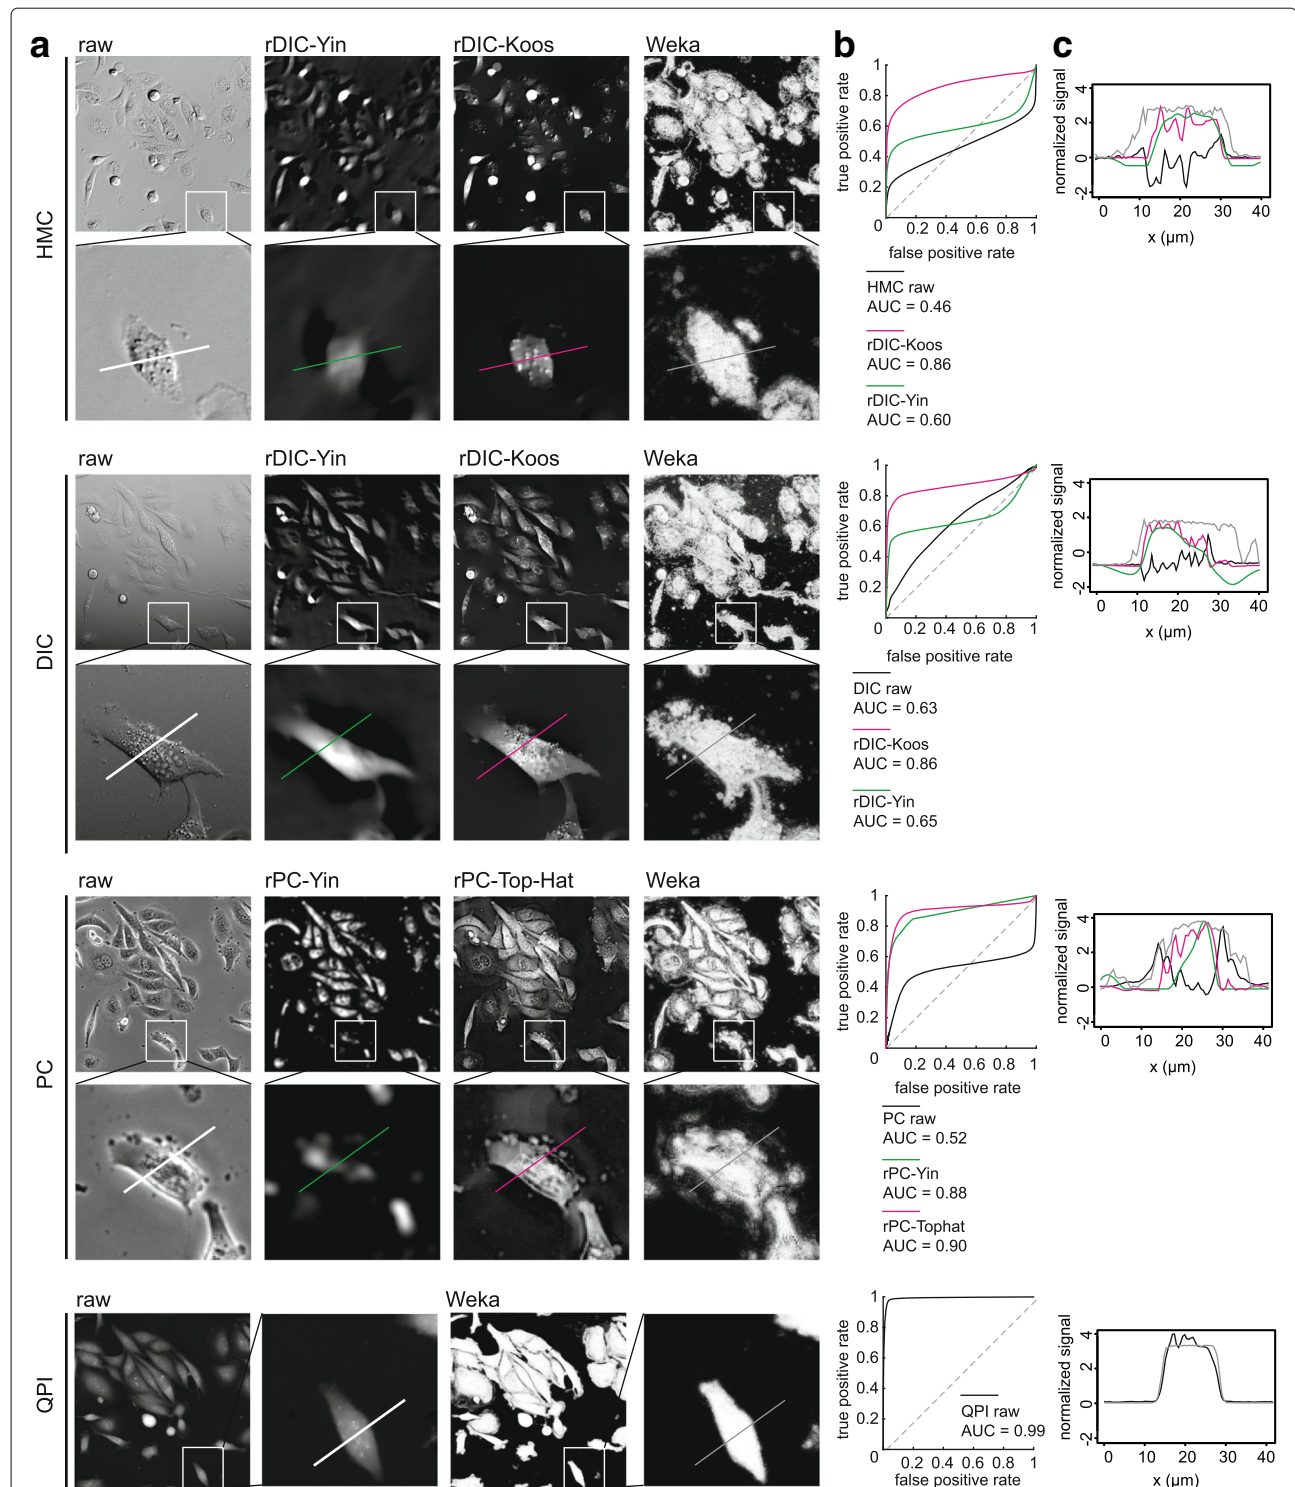 a
b
c
HMC
raw
rDIC-Yin
rDIC-Koos
Weka
true positive rate
1
0.8
0.6
0.4
0.2
0
0.2 0.4 0.6 0.8 1
false positive rate
HMC raw
AUC = 0.46
rDIC-Koos
AUC = 0.86
rDIC-Yin
AUC = 0.60
normalized signal
4
2
0
-2
0 10 20 30 40
x (µm)
DIC
raw
rDIC-Yin
rDIC-Koos
Weka
true positive rate
1
0.8
0.6
0.4
0.2
0
0.2 0.4 0.6 0.8 1
false positive rate
DIC raw
AUC = 0.63
rDIC-Koos
AUC = 0.86
rDIC-Yin
AUC = 0.65
normalized signal
4
2
0
-2
0 10 20 30 40
x (µm)
PC
raw
rPC-Yin
rPC-Top-Hat
Weka
true positive rate
1
0.8
0.6
0.4
0.2
0
0.2 0.4 0.6 0.8 1
false positive rate
PC raw
AUC = 0.52
rPC-Yin
AUC = 0.88
rPC-Tophat
AUC = 0.90
normalized signal
4
2
0
-2
0 10 20 30 40
x (µm)
QPI
raw
Weka
true positive rate
1
0.8
0.6
0.4
0.2
0
0.2 0.4 0.6 0.8 1
false positive rate
QPI raw
AUC = 0.99
normalized signal
4
2
0
-2
0 10 20 30 40
x (µm)